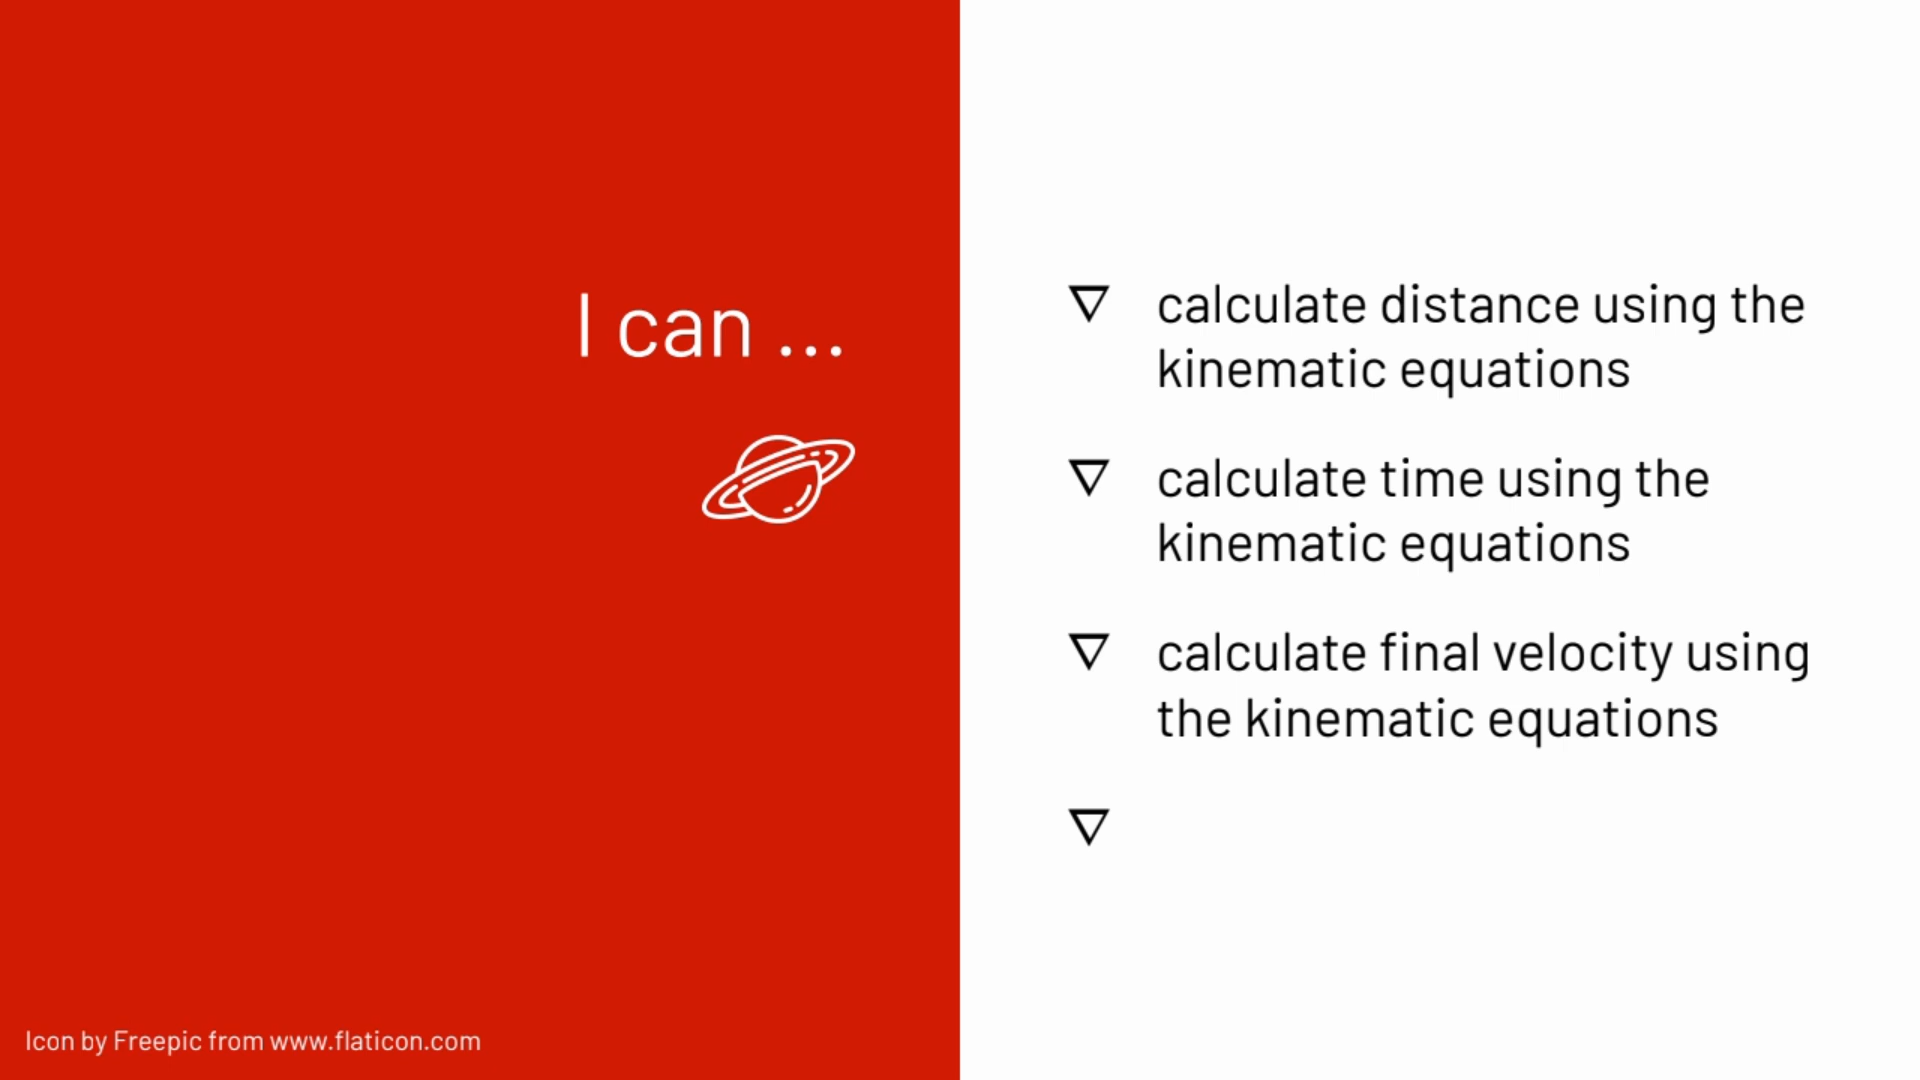 I can ...
calculate distance using the
kinematic equations
calculate time using the
kinematic equations
calculate final velocity using
the kinematic equations
Icon by Freepic from www.flaticon.com